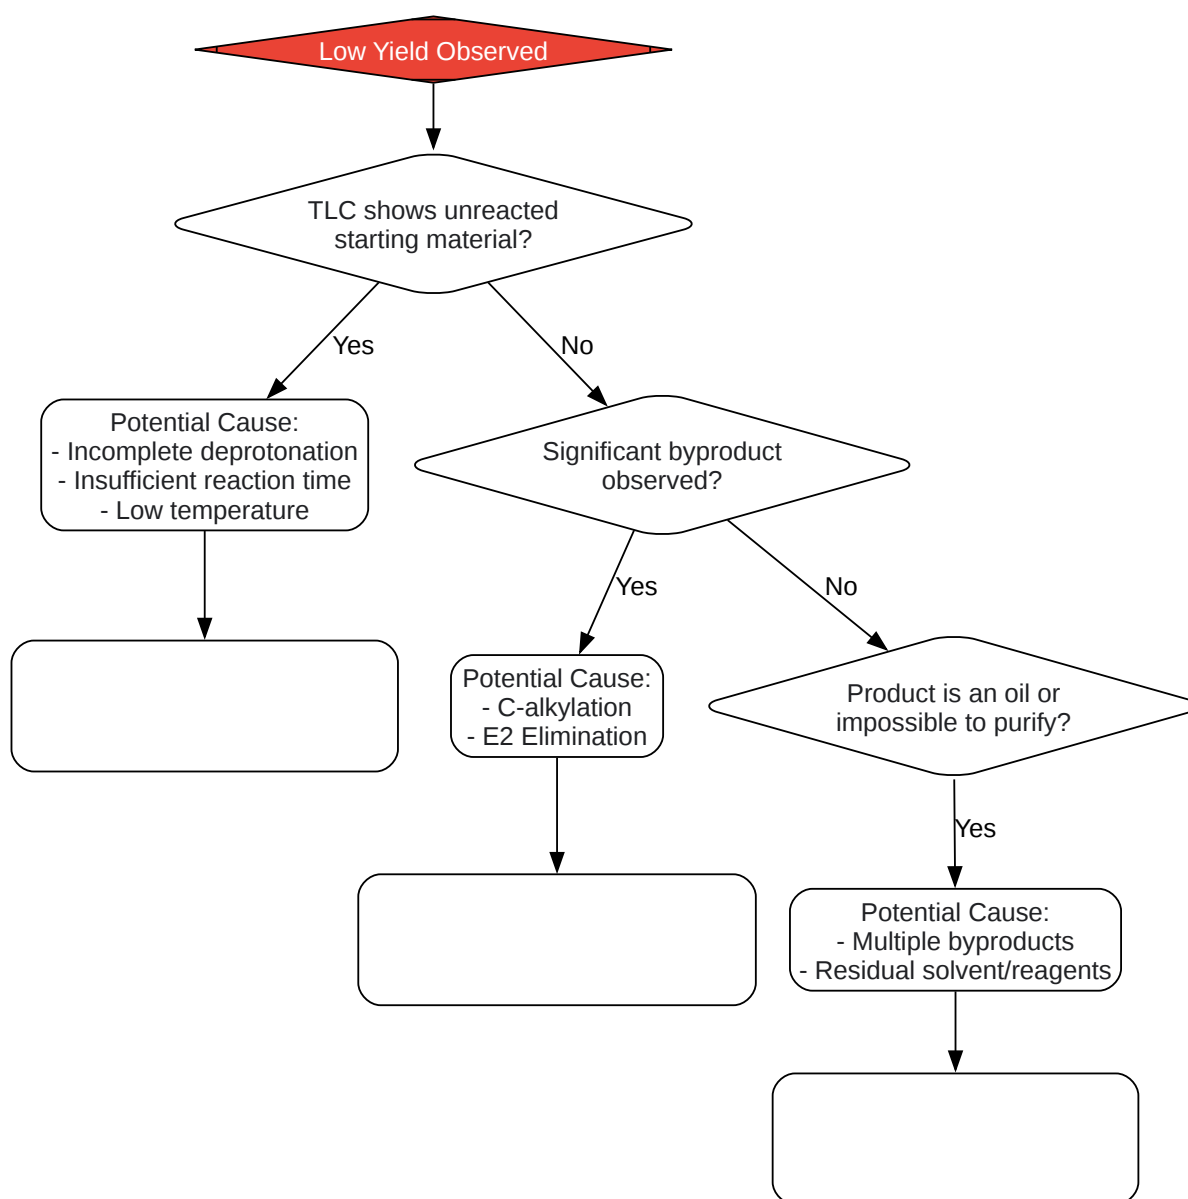 Low Yield Observed
TLC shows unreacted
starting material?
Yes
No
Potential Cause:
- Incomplete deprotonation
- Insufficient reaction time
- Low temperature
Significant byproduct
observed?
Yes
No
Potential Cause:
- C-alkylation
- E2 Elimination
Product is an oil or
impossible to purify?
Yes
Potential Cause:
- Multiple byproducts
- Residual solvent/reagents